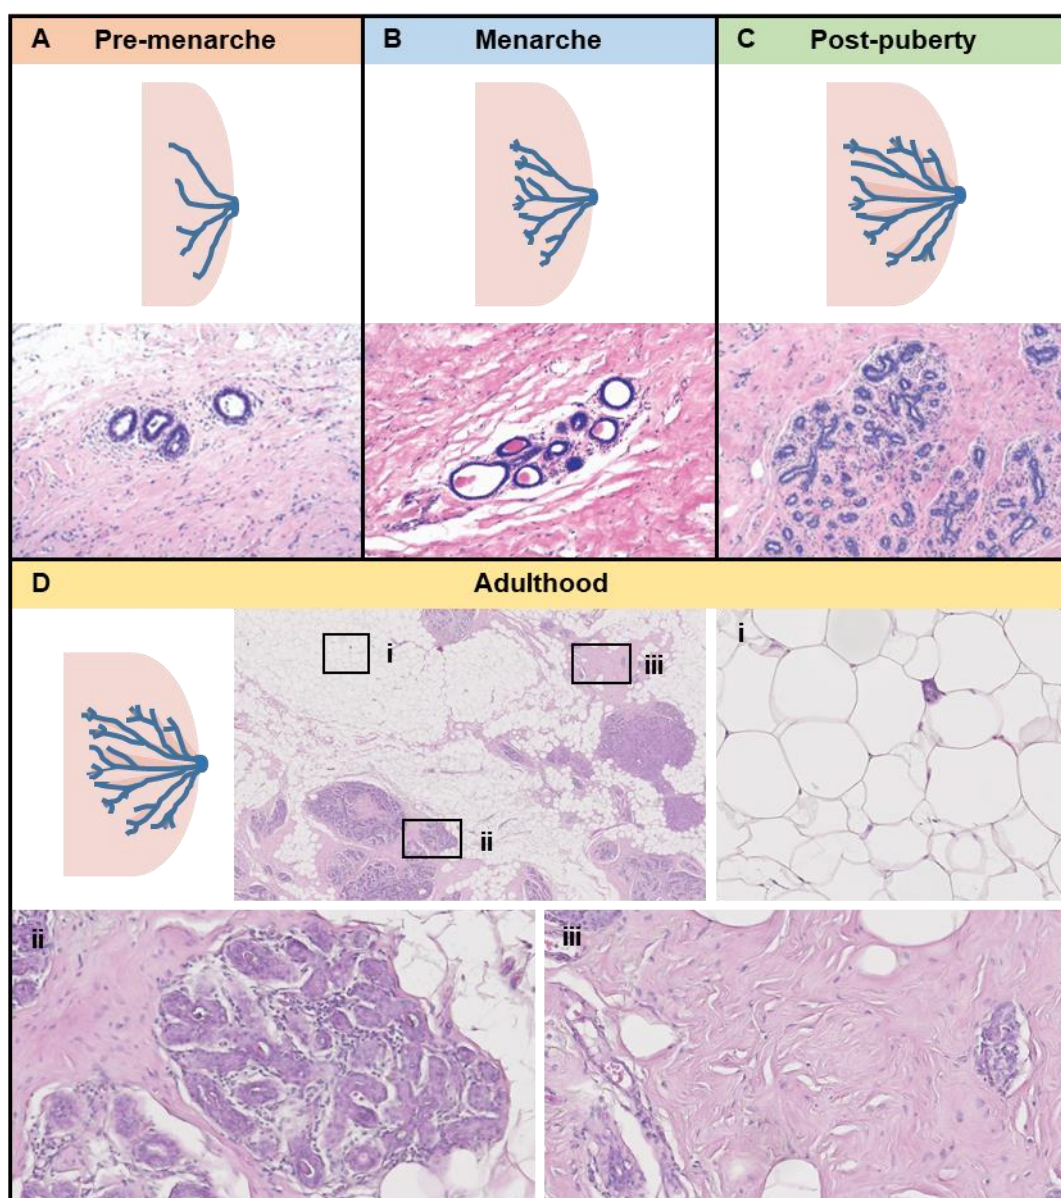 A Pre-menarche
B Menarche
C Post-puberty
D Adulthood
i
iii
ii
i
ii
iii